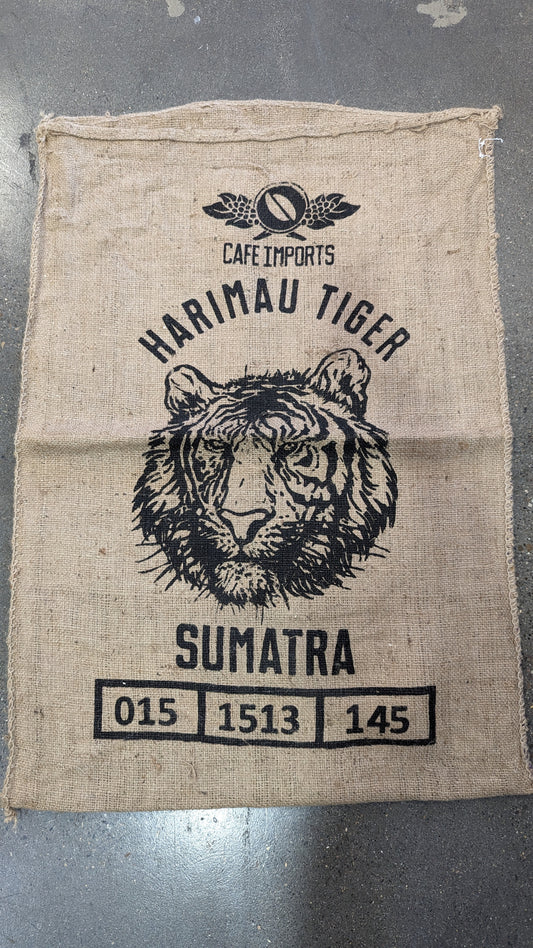 CAFE IMPORTS
HARIMAU TIGER
SUMATRA
015 1513 145